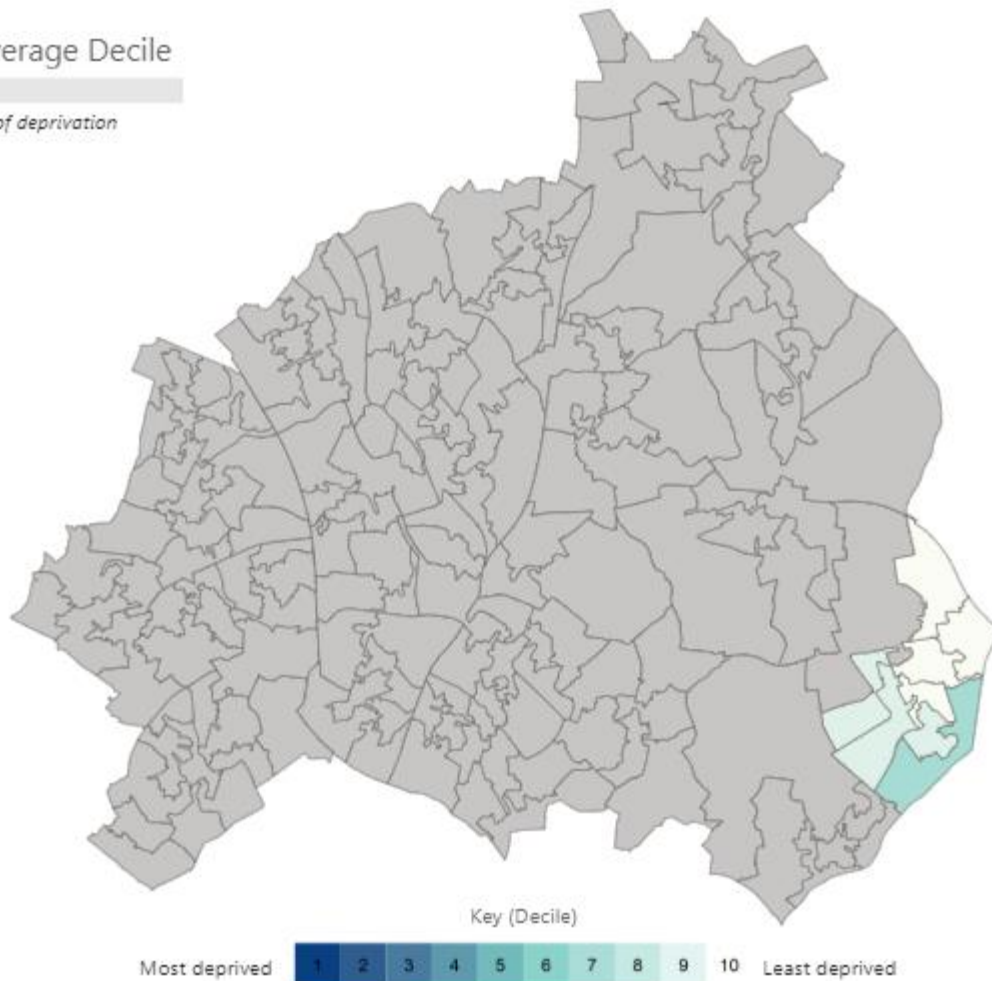 erage Decile
of deprivation
Key (Decile)
Most deprived 1 2 3 4 5 6 7 8 9 10 Least deprived